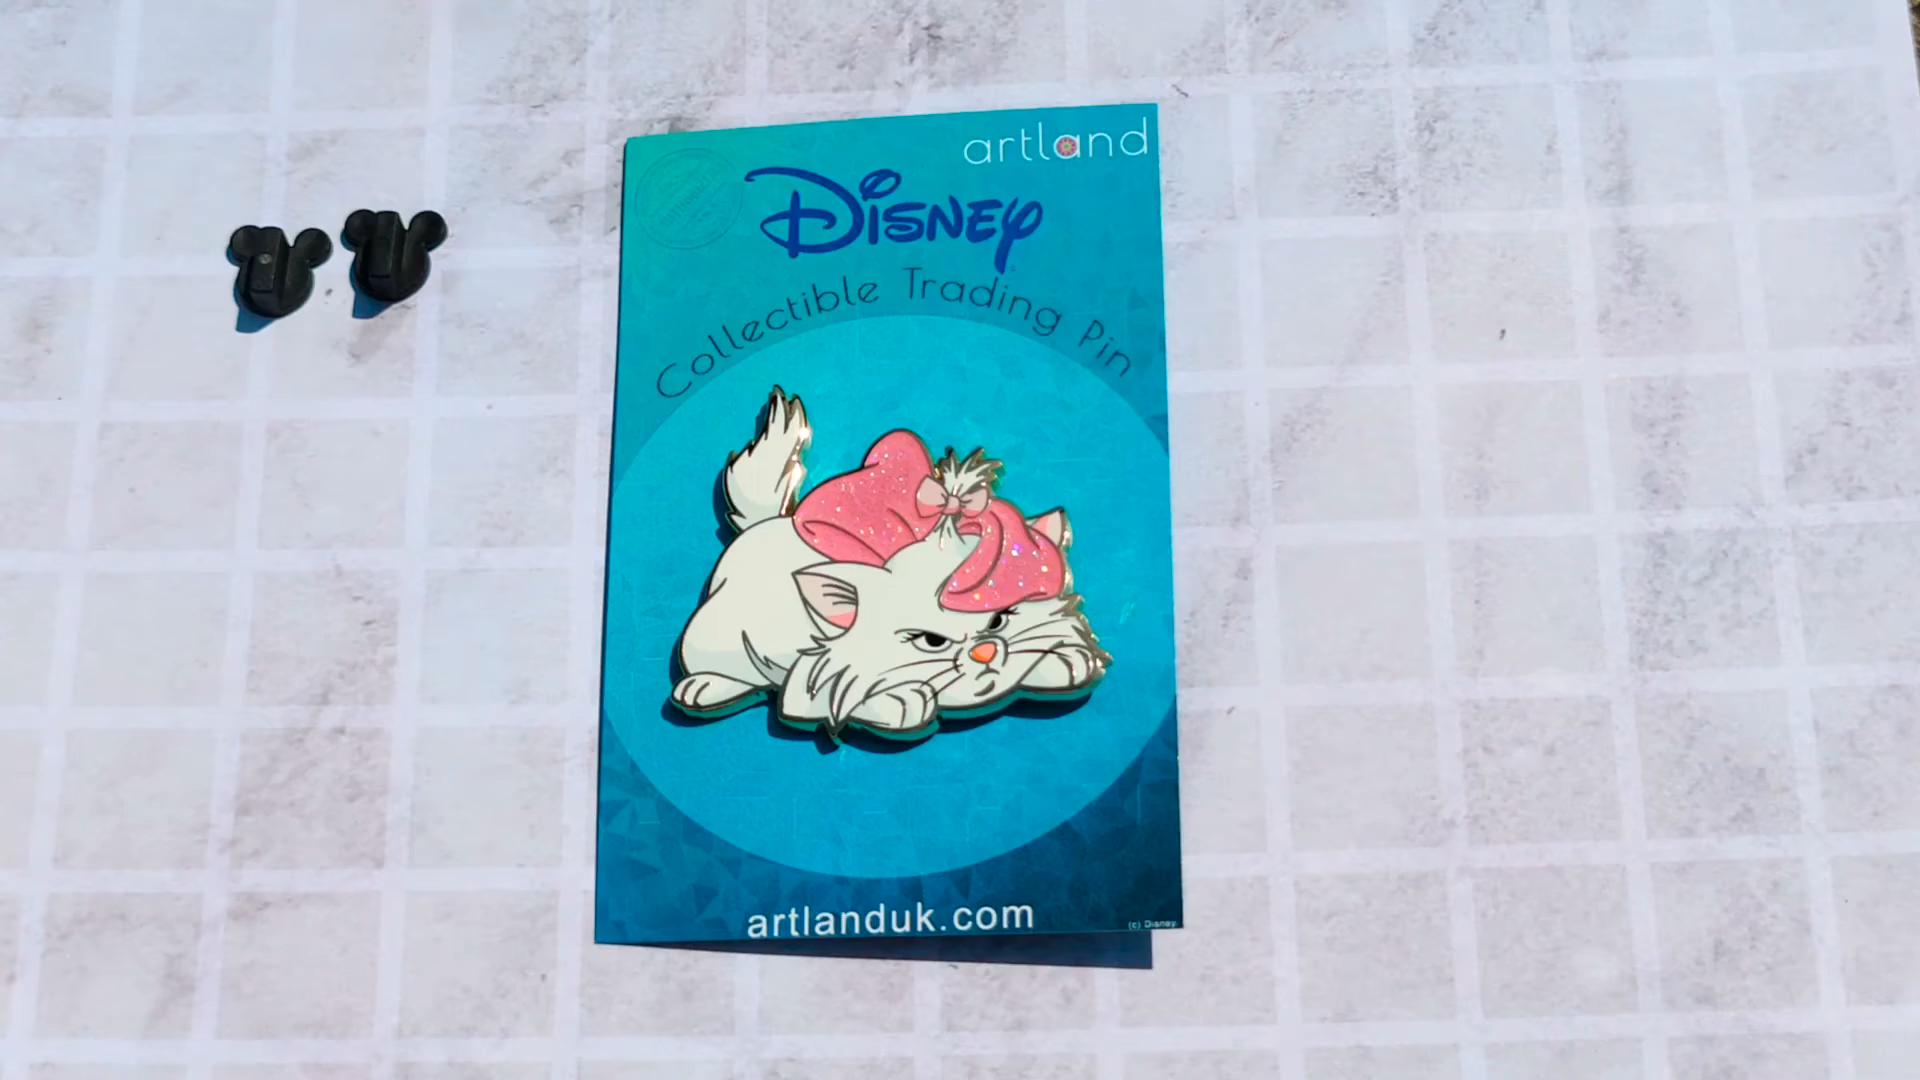 artland
Disney
Collectible Trading Pin
artlanduk.com
(c) Disney